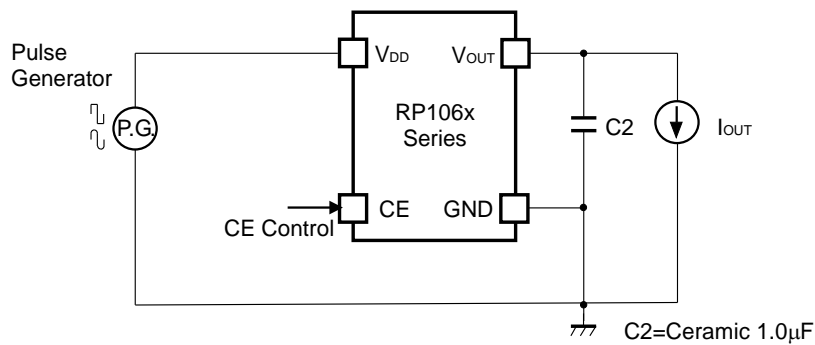 Pulse
Generator
P.G.
VDD
VOUT
RP106x
Series
C2
IOUT
CE
GND
CE Control
C2=Ceramic 1.0μF